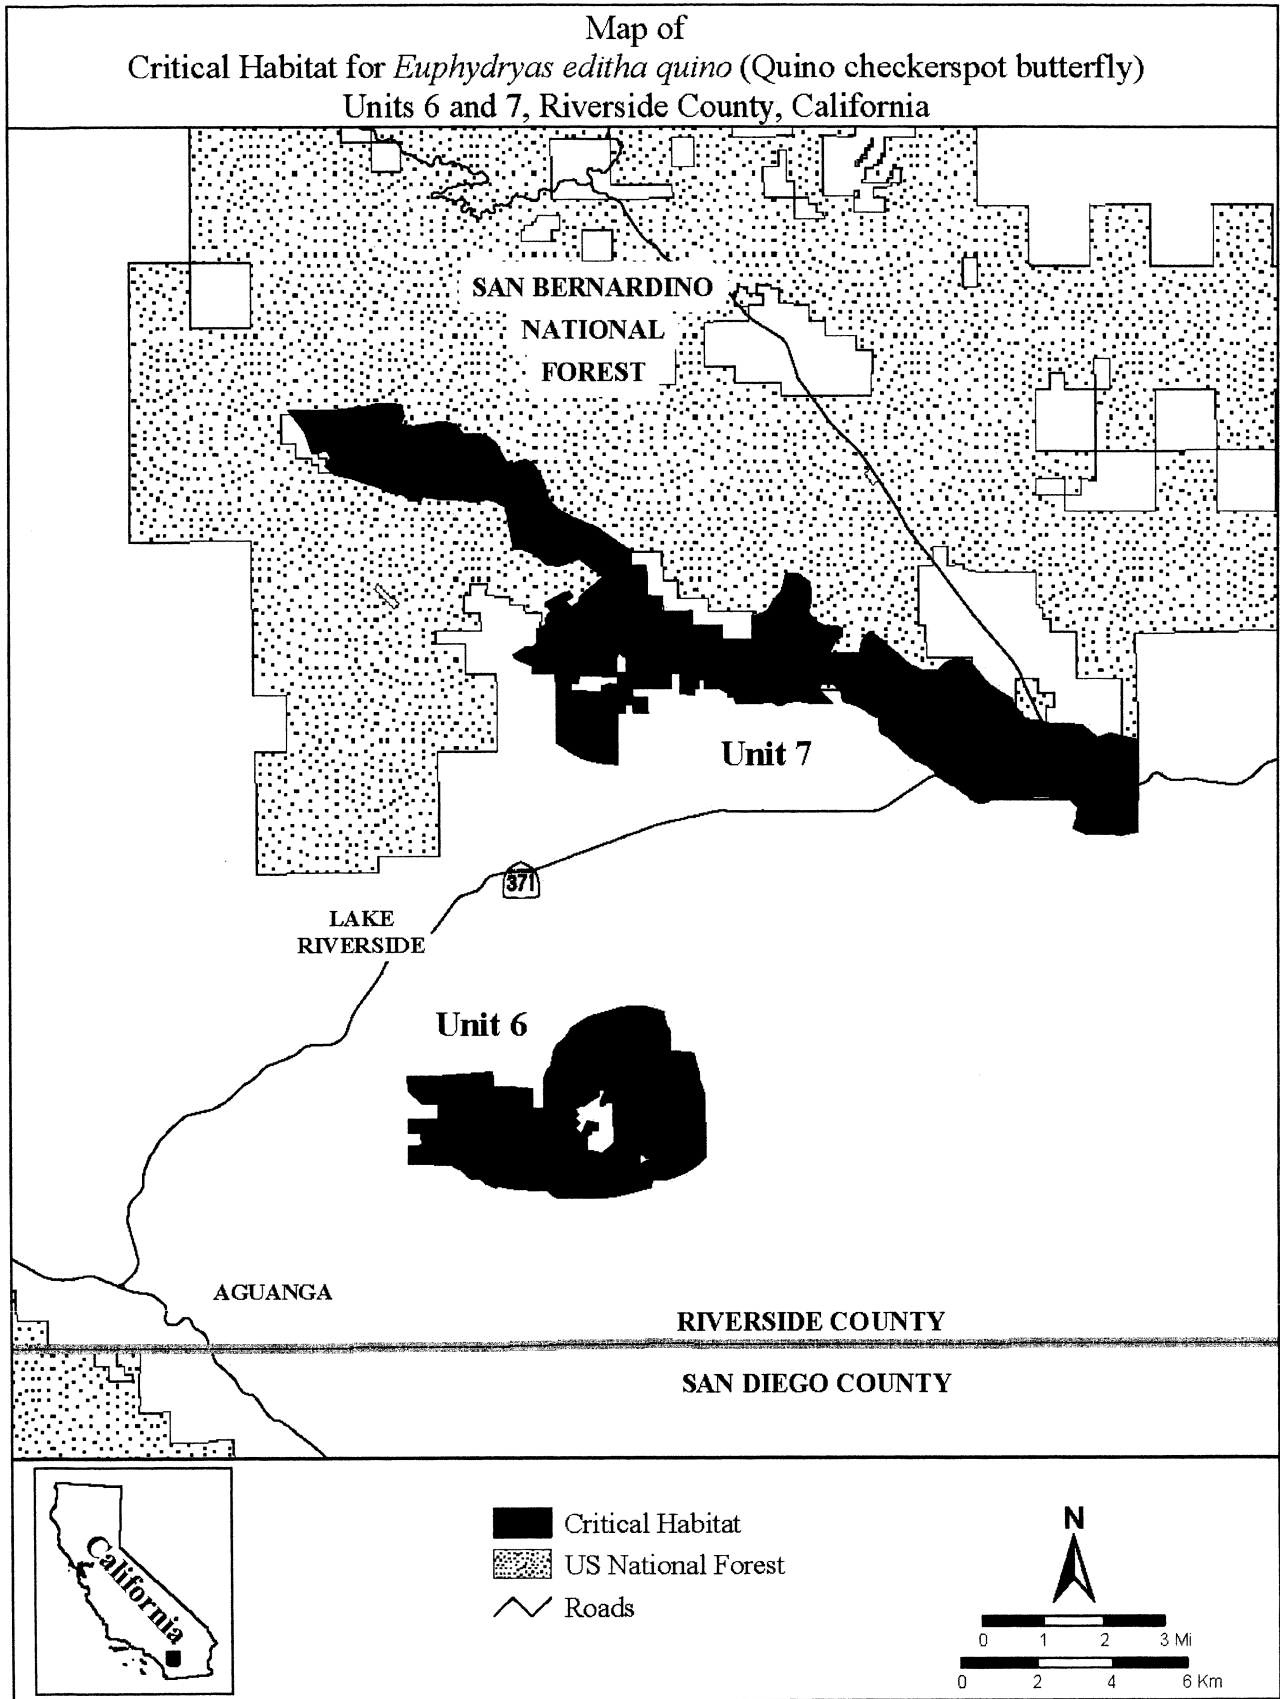 Map of
Critical Habitat for Euphydryas editha quino (Quino checkerspot butterfly)
Units 6 and 7, Riverside County, California
SAN BERNARDINO
NATIONAL
FOREST
Unit 7
371
LAKE
RIVERSIDE
Unit 6
AGUANGA
RIVERSIDE COUNTY
SAN DIEGO COUNTY
California
Critical Habitat
US National Forest
Roads
N
0 1 2 3 Mi
0 2 4 6 Km